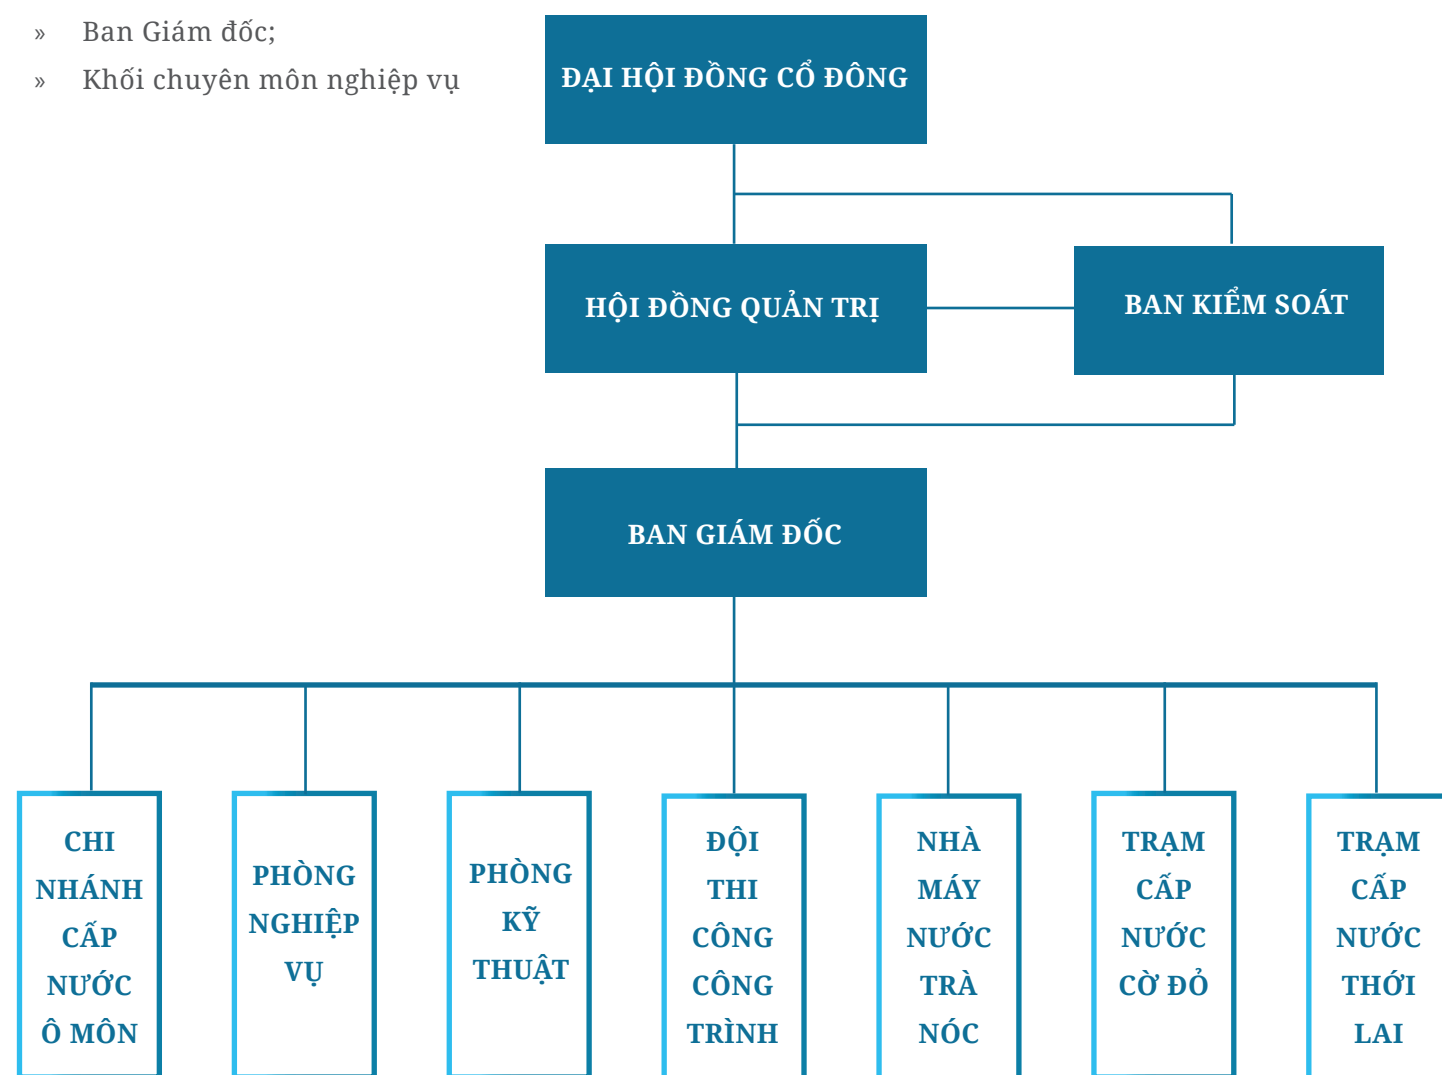 » Ban Giám đốc;
» Khối chuyên môn nghiệp vụ
ĐẠI HỘI ĐỒNG CỔ ĐÔNG
HỘI ĐỒNG QUẢN TRỊ
BAN KIỂM SOÁT
BAN GIÁM ĐỐC
CHI
NHÁNH
CẤP
NƯỚC
Ô MÔN
PHÒNG
NGHIỆP
VỤ
PHÒNG
KỸ
THUẬT
ĐỘI
THI
CÔNG
CÔNG
TRÌNH
NHÀ
MÁY
NƯỚC
TRÀ
NÓC
TRẠM
CẤP
NƯỚC
CỜ ĐỎ
TRẠM
CẤP
NƯỚC
THỚI
LAI